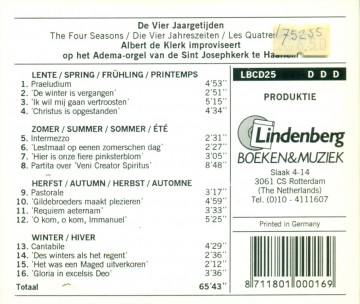 De Vier Jaargetijden
The Four Seasons / Die Vier Jahreszeiten / Les Quatre
Albert de Klerk improviseert
op het Adema-orgel van de Sint Josephkerk te
LENTE / SPRING / FRÜHLING / PRINTEMPS
1. Praeludium 4'53"
2. 'De winter is vergangen' 2'51"
3. 'Ik wil mij gaan vertroosten' 5'15"
4. 'Christus is opgestanden' 4'34"
ZOMER / SUMMER / SOMMER / ÉTÉ
5. Intermezzo 2'31"
6. 'Lestmaal op eenen zomerschen dag' 2'27"
7. 'Hier is onze fiere pinksterblom' 3'05"
8. Partita over 'Veni Creator Spiritus' 8'48"
HERFST / AUTUMN / HERBST / AUTOMNE
9. Pastorale 3'17"
10. 'Gildebroeders maakt plezieren' 4'59"
11. 'Requiem aeternam' 3'33"
12. 'O kom, o kom, Immanuel' 5'25"
WINTER / HIVER
13. Cantabile 4'29"
14. 'Des winters als het regent' 2'36"
15. 'Het was een Maged uitverkoren' 2'12"
16. 'Gloria in excelsis Deo' 3'36"
Totaal 65'43"
LBCD25 D D D
PRODUKTIE
Lindenberg
BOEKEN&MUZIEK
Slaak 4-14
3061 CS Rotterdam
(The Netherlands)
Tel. (0)10 - 4111607
Printed in Germany
8 711801 000169